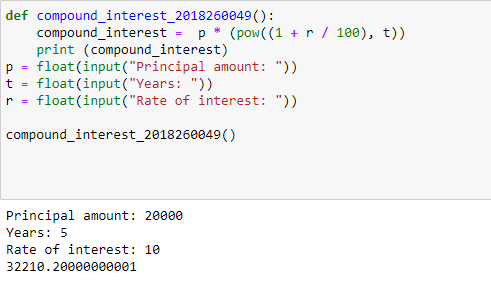 def compound_interest_2018260049():
    compound_interest =  p * (pow((1 + r / 100), t))
    print (compound_interest)
p = float(input("Principal amount: "))
t = float(input("Years: "))
r = float(input("Rate of interest: "))
compound_interest_2018260049()
Principal amount: 20000
Years: 5
Rate of interest: 10
32210.20000000001